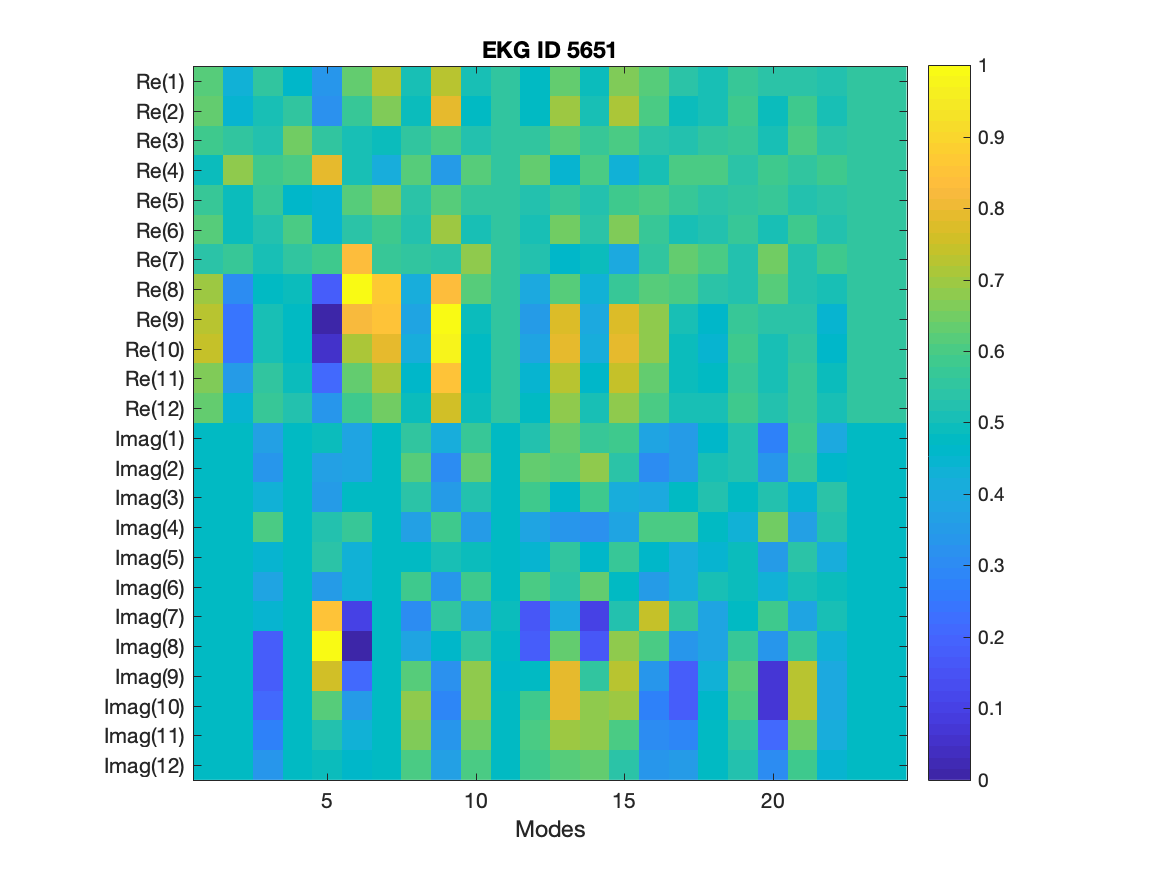 EKG ID 5651
Re(1)
Re(2)
Re(3)
Re(4)
Re(5)
Re(6)
Re(7)
Re(8)
Re(9)
Re(10)
Re(11)
Re(12)
Imag(1)
Imag(2)
Imag(3)
Imag(4)
Imag(5)
Imag(6)
Imag(7)
Imag(8)
Imag(9)
Imag(10)
Imag(11)
Imag(12)
5 10 15 20
Modes
1
0.9
0.8
0.7
0.6
0.5
0.4
0.3
0.2
0.1
0